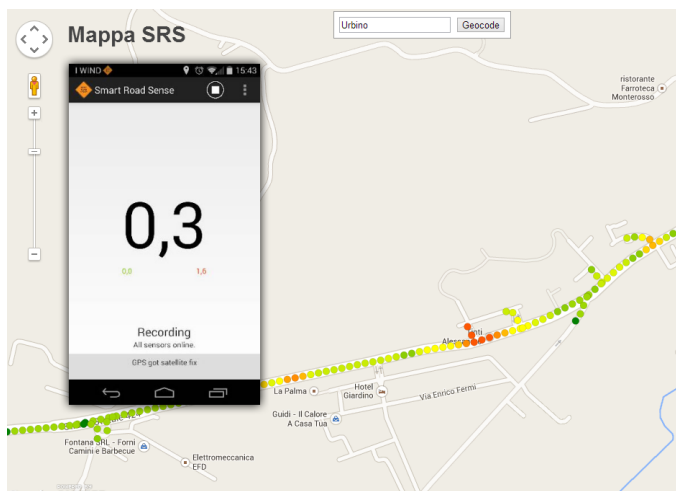 Mappa SRS
Urbino
Geocode
I WIND
15:43
Smart Road Sense
0,3
0,0
1,6
Recording
All sensors online.
GPS got satellite fix
ristorante
Farroteca
Monterosso
La Palma
Hotel
Giardino
Via Enrico Fermi
Guidi - Il Calore
A Casa Tua
Fontana SRL - Forni
Camini e Barbecue
Elettromeccanica
EFD